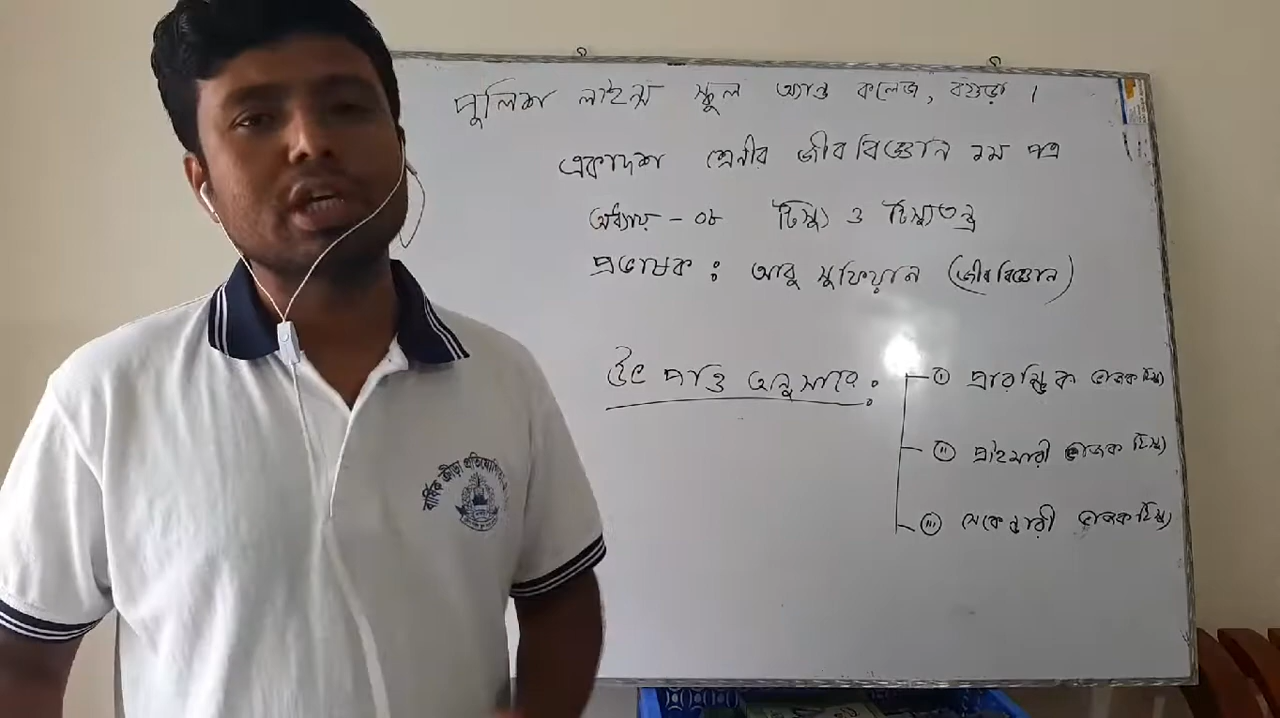 পুলিশ লাইন্স স্কুল অ্যান্ড কলেজ, বগুড়া ।
একাদশ শ্রেনীর জীববিজ্ঞান ১ম পত্র
অধ্যায় - ০৮ টিস্যু ও টিস্যুতন্ত্র
প্রভাষক : আবু সুফিয়ান (জীববিজ্ঞান)
উৎপত্তি অনুসারে :
(i) প্রারম্ভিক ভাজক টিস্যু
(ii) প্রাইমারী ভাজক টিস্যু
(iii) সেকেন্ডারী ভাজক টিস্যু
বার্ষিক ক্রীড়া